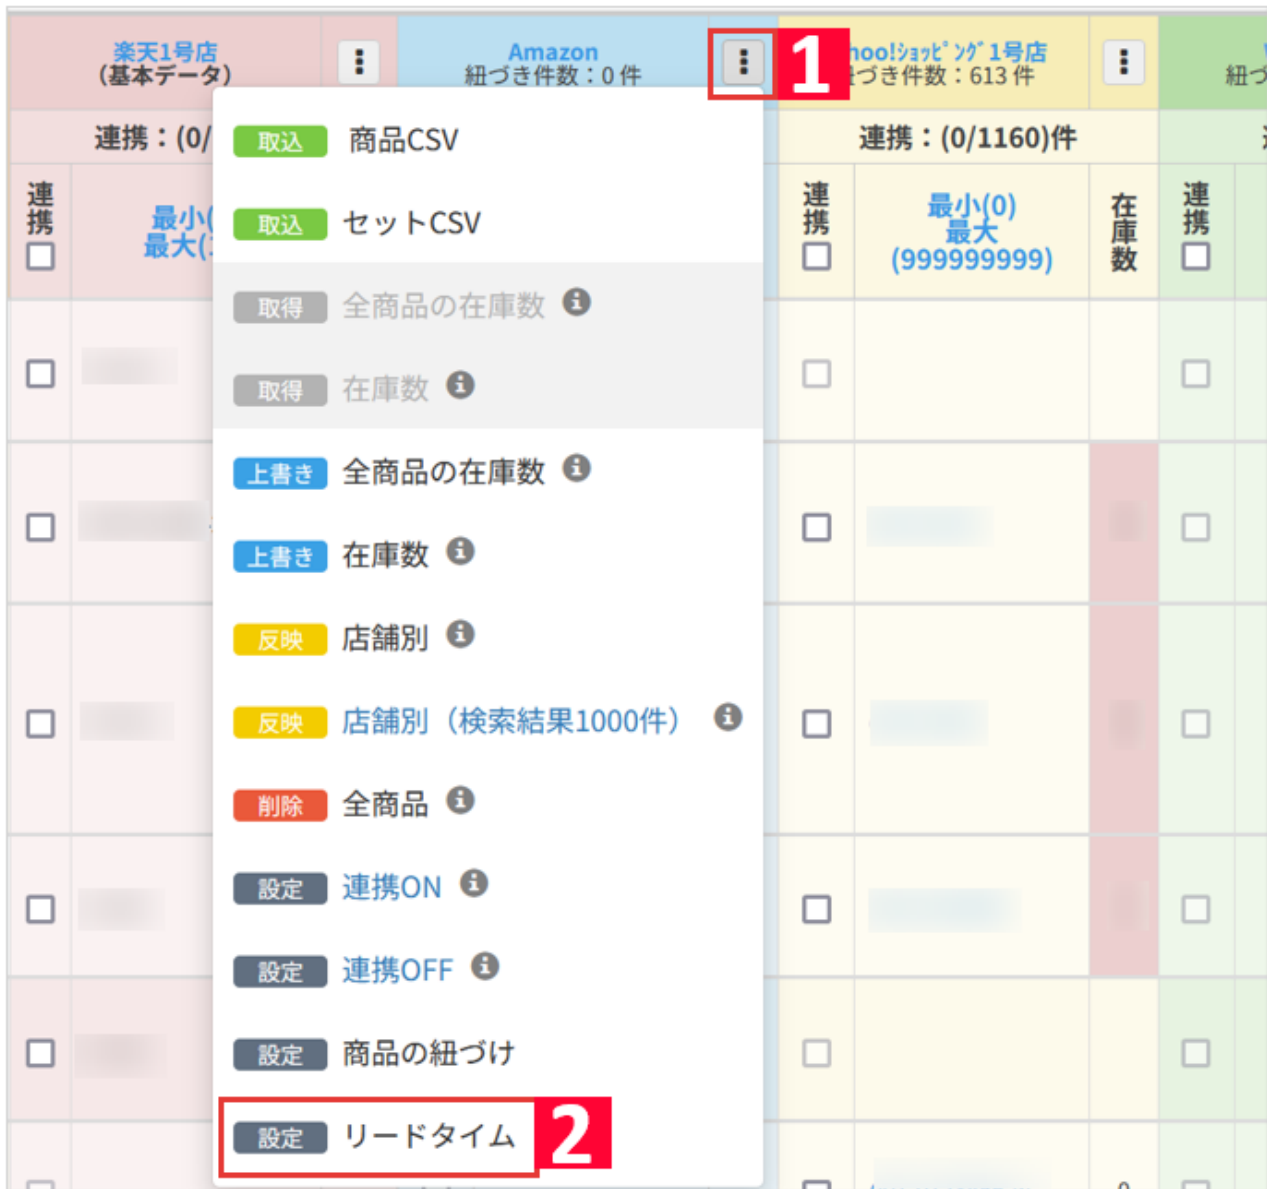 楽天1号店
（基本データ）
Amazon
紐づき件数：0 件
1
hoo!ｼｮｯﾋﾟﾝｸﾞ1号店
づき件数：613 件
紐づ
連携：(0/
連携：(0/1160)件
連携
最小(
最大(
連携
最小(0)
最大
(999999999)
在庫数
連携
取込 商品CSV
取込 セットCSV
取得 全商品の在庫数
取得 在庫数
上書き 全商品の在庫数
上書き 在庫数
反映 店舗別
反映 店舗別（検索結果1000件）
削除 全商品
設定 連携ON
設定 連携OFF
設定 商品の紐づけ
設定 リードタイム
2